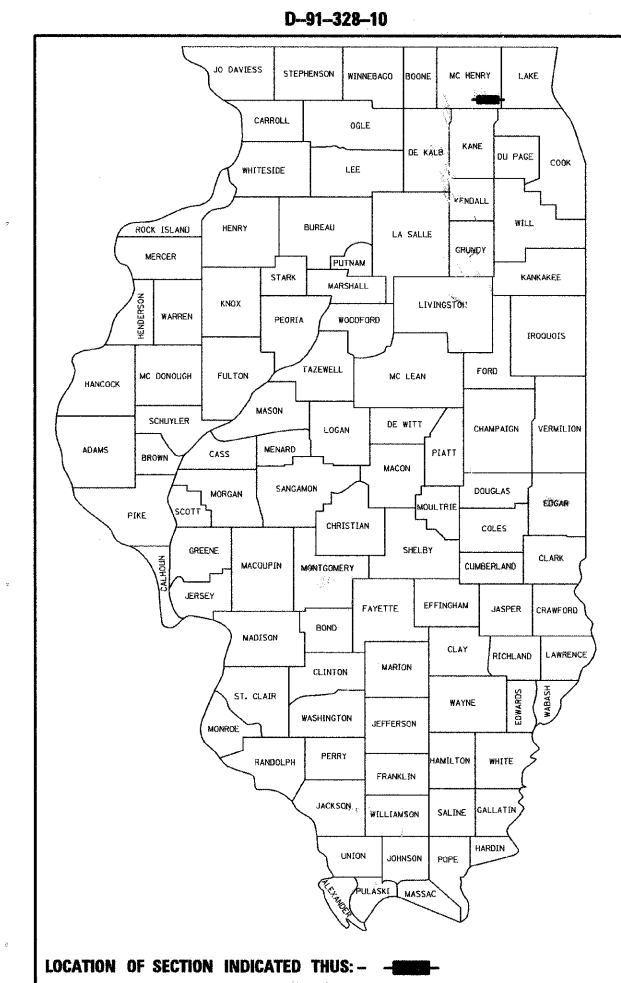 D-91-328-10
JO DAVIESS STEPHENSON WINNEBAGO BOONE MC HENRY LAKE
CARROLL OGLE
DE KALB KANE DU PAGE COOK
WHITESIDE LEE
KENDALL WILL
ROCK ISLAND HENRY BUREAU LA SALLE
MERCER PUTNAM GRUNDY
STARK MARSHALL KANKAKEE
HENDERSON WARREN KNOX PEORIA WOODFORD LIVINGSTON IROQUOIS
HANCOCK MC DONOUGH FULTON TAZEWELL MC LEAN FORD
SCHUYLER MASON LOGAN DE WITT CHAMPAIGN VERMILION
ADAMS BROWN CASS MENARD PIATT
MACON
PIKE SCOTT MORGAN SANGAMON MOULTRIE DOUGLAS EDGAR
CHRISTIAN COLES
CALHOUN GREENE MACOUPIN MONTGOMERY SHELBY CUMBERLAND CLARK
JERSEY FAYETTE EFFINGHAM JASPER CRAWFORD
MADISON BOND
CLAY RICHLAND LAWRENCE
CLINTON MARION
ST. CLAIR WAYNE EDWARDS WABASH
MONROE WASHINGTON JEFFERSON
RANDOLPH PERRY HAMILTON WHITE
FRANKLIN
JACKSON WILLIAMSON SALINE GALLATIN
UNION JOHNSON POPE HARDIN
ALEXANDER PULASKI MASSAC
LOCATION OF SECTION INDICATED THUS: -